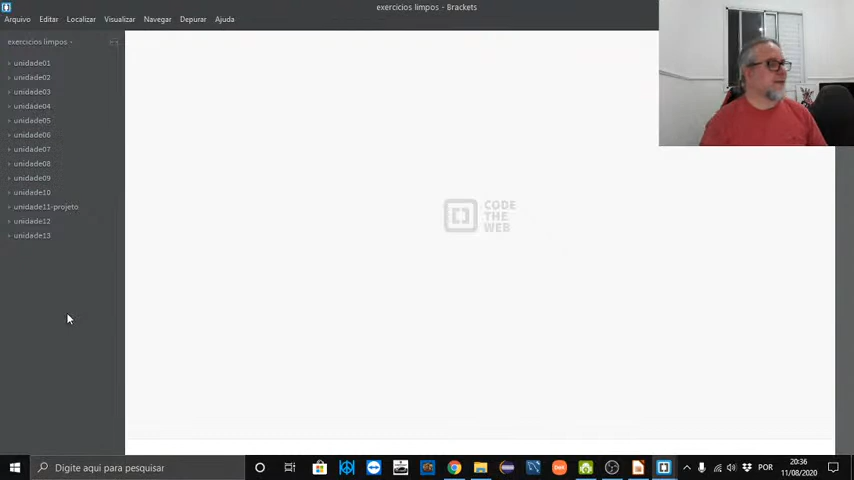 exercicios limpos - Brackets
Arquivo Editar Localizar Visualizar Navegar Depurar Ajuda
exercicios limpos
unidade01
unidade02
unidade03
unidade04
unidade05
unidade06
unidade07
unidade08
unidade09
unidade10
unidade11-projeto
unidade12
unidade13
CODE
THE
WEB
Digite aqui para pesquisar
POR
20:36
11/08/2020